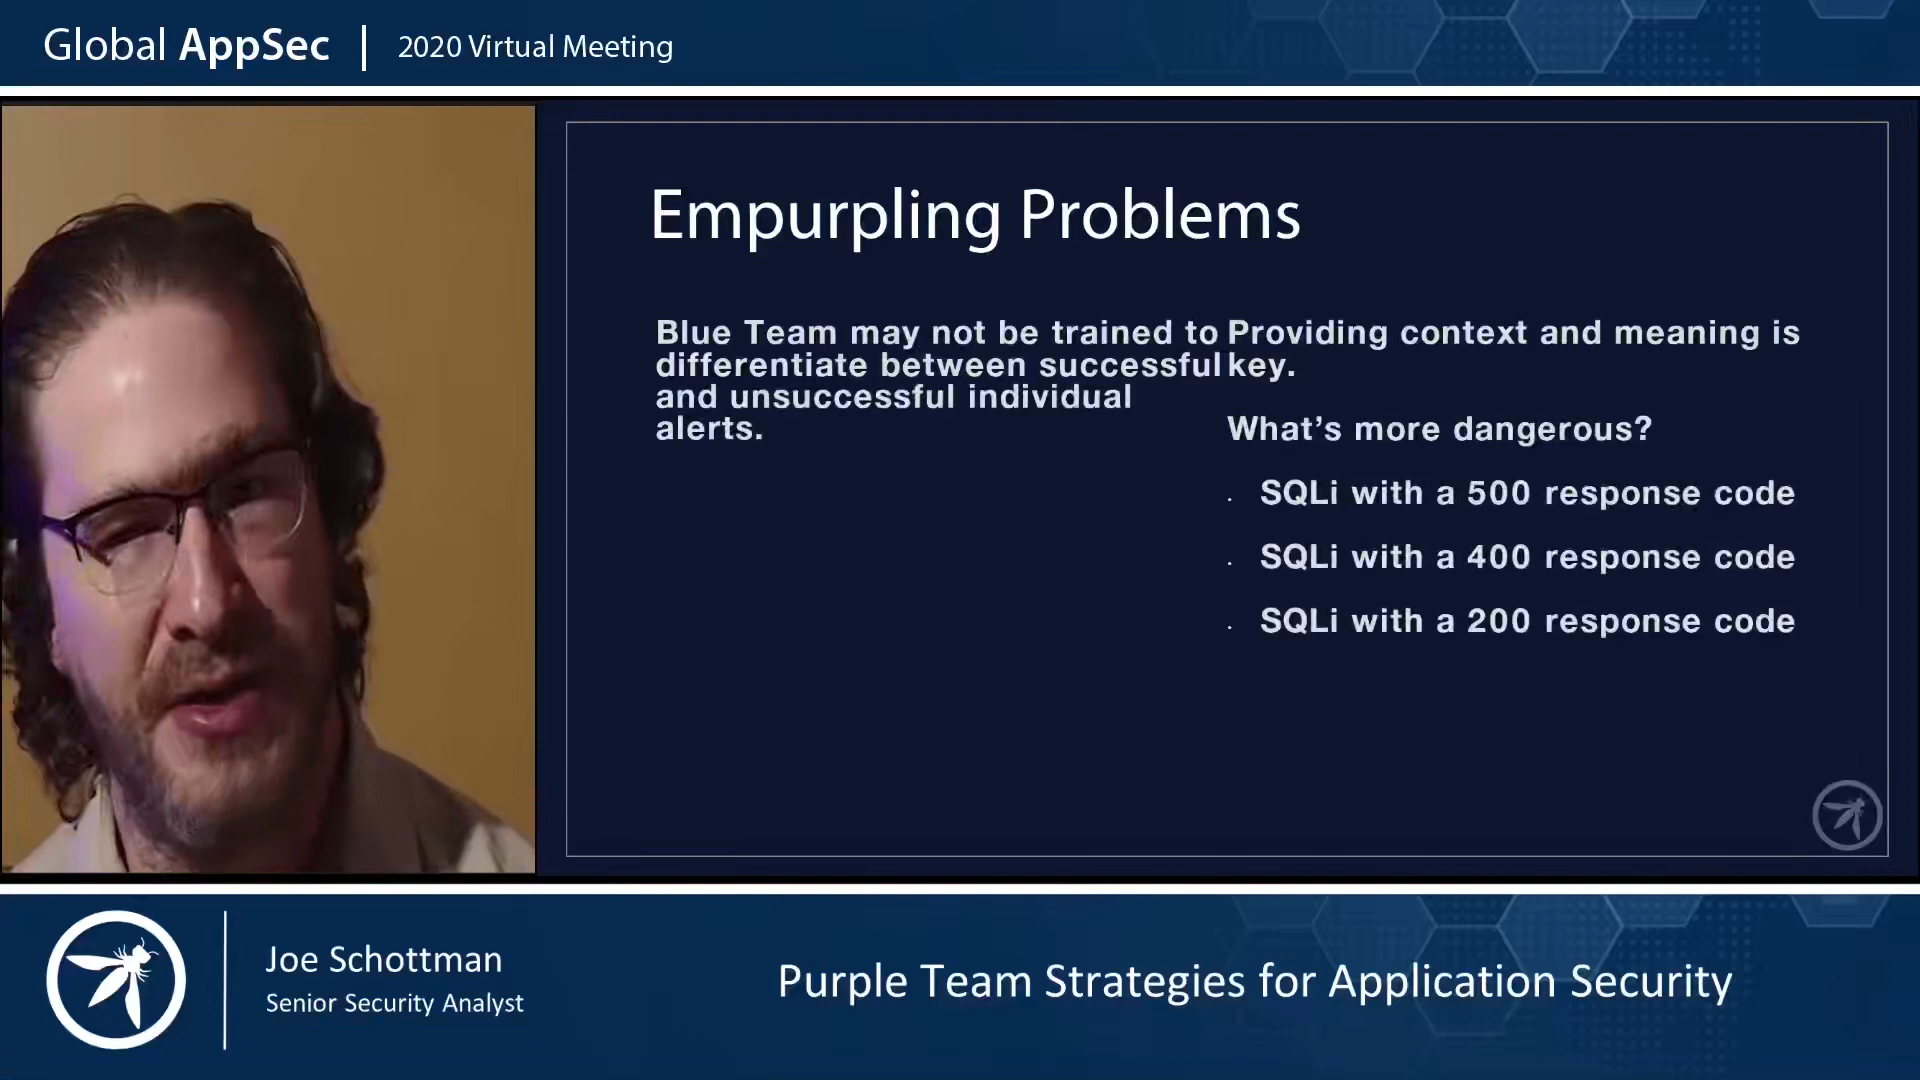 Global AppSec | 2020 Virtual Meeting
Empurpling Problems
Blue Team may not be trained to
differentiate between successful
and unsuccessful individual
alerts.
Providing context and meaning is
key.
What’s more dangerous?
· SQLi with a 500 response code
· SQLi with a 400 response code
· SQLi with a 200 response code
Joe Schottman
Senior Security Analyst
Purple Team Strategies for Application Security